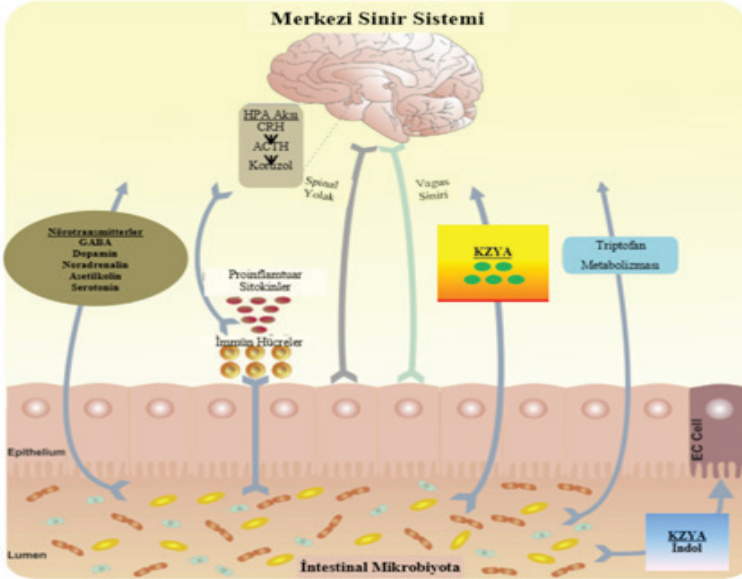 Merkezi Sinir Sistemi
HPA Aksı
CRH
ACTH
Kortizol
Spinal
Yolak
Vagus
Siniri
Nörotransmitterler
GABA
Dopamin
Noradrenalin
Asetilkolin
Serotonin
Proinflamtuar
Sitokinler
İmmün Hücreler
KZYA
Triptofan
Metabolizması
Epithelium
EC Cell
Lumen
İntestinal Mikrobiyota
KZYA
İndol